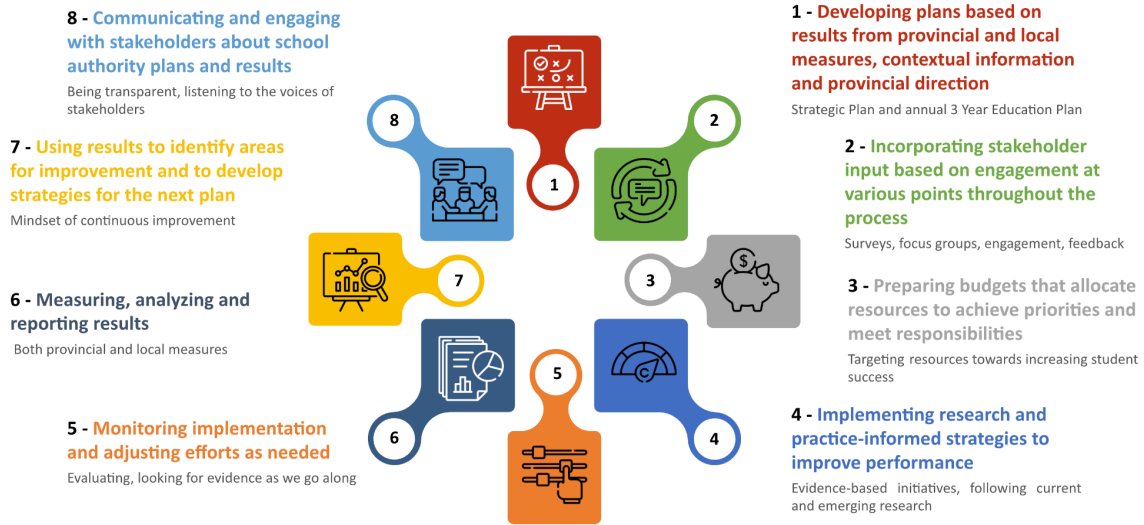 1 - Developing plans based on
results from provincial and local
measures, contextual information
and provincial direction
Strategic Plan and annual 3 Year Education Plan
2 - Incorporating stakeholder
input based on engagement at
various points throughout the
process
Surveys, focus groups, engagement, feedback
3 - Preparing budgets that allocate
resources to achieve priorities and
meet responsibilities
Targeting resources towards increasing student
success
4 - Implementing research and
practice-informed strategies to
improve performance
Evidence-based initiatives, following current
and emerging research
5 - Monitoring implementation
and adjusting efforts as needed
Evaluating, looking for evidence as we go along
6 - Measuring, analyzing and
reporting results
Both provincial and local measures
7 - Using results to identify areas
for improvement and to develop
strategies for the next plan
Mindset of continuous improvement
8 - Communicating and engaging
with stakeholders about school
authority plans and results
Being transparent, listening to the voices of
stakeholders
1
2
3
$
4
C
5
6
7
8